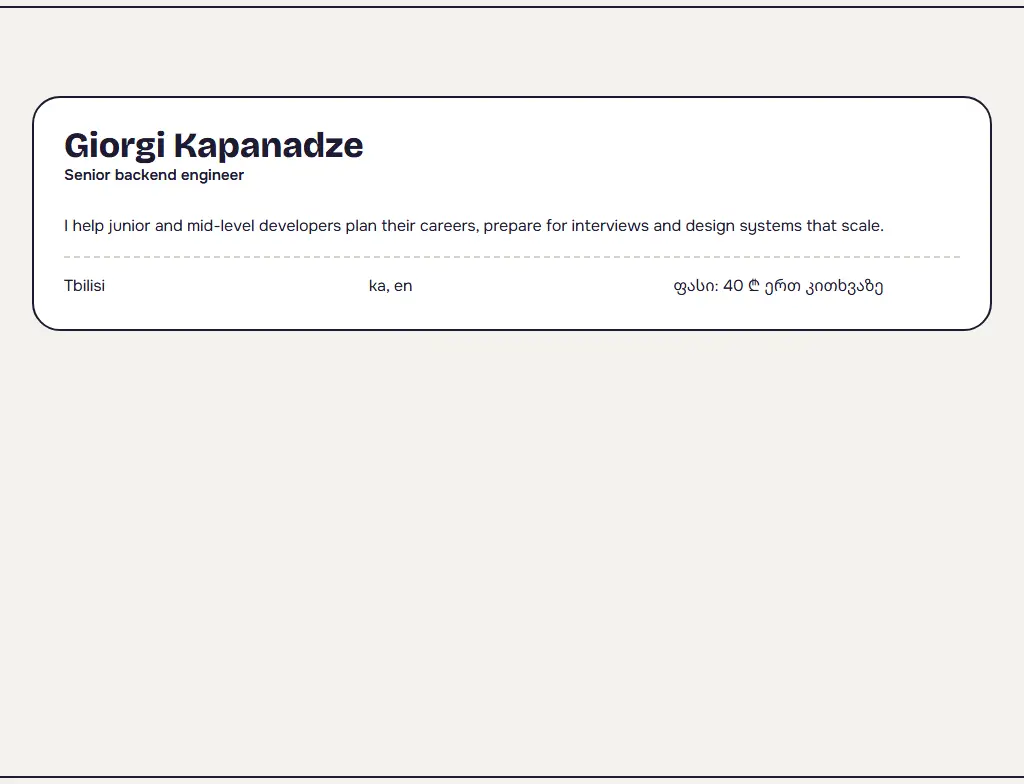 Giorgi Kapanadze
Senior backend engineer
I help junior and mid-level developers plan their careers, prepare for interviews and design systems that scale.
Tbilisi
ka, en
ფასი: 40 ₾ ერთ კითხვაზე